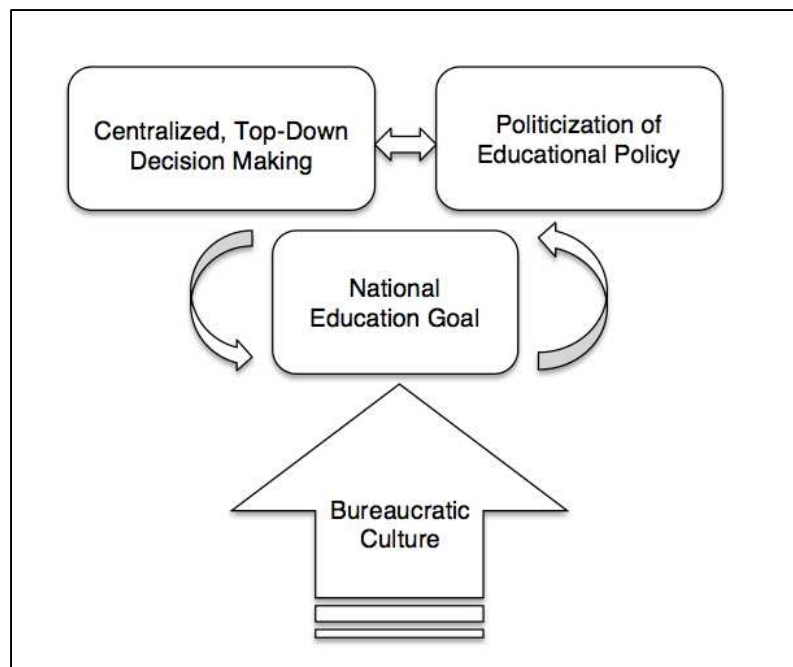 Centralized, Top-Down
Decision Making
Politicization of
Educational Policy
National
Education Goal
Bureaucratic
Culture